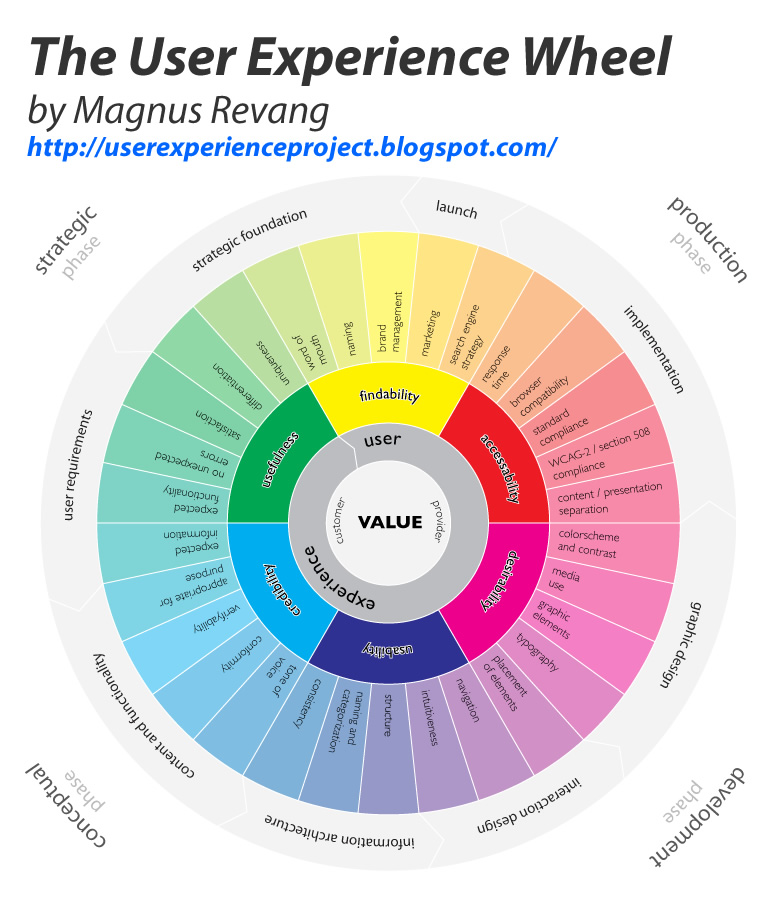 The User Experience Wheel
by Magnus Revang
http://userexperienceproject.blogspot.com/
strategic
phase
production
phase
launch
strategic foundation
implementation
user requirements
graphic design
content and functionality
interaction design
information architecture
conceptual
phase
development
phase
brand
management
marketing
search engine
strategy
response
time
browser
compatibility
standard
compliance
WCAG-2 / section 508
compliance
content / presentation
separation
colorscheme
and contrast
media
use
graphic
elements
typography
placement
of elements
navigation
intuitiveness
structure
naming and
categorization
consistency
tone of
voice
conformity
verifyability
appropriate for
purpose
expected
information
expected
functionality
no unexpected
errors
satisfaction
differentiation
uniqueness
word of
mouth
naming
findability
accessability
desirability
usability
credibility
usefulness
user
experience
customer
VALUE
provider